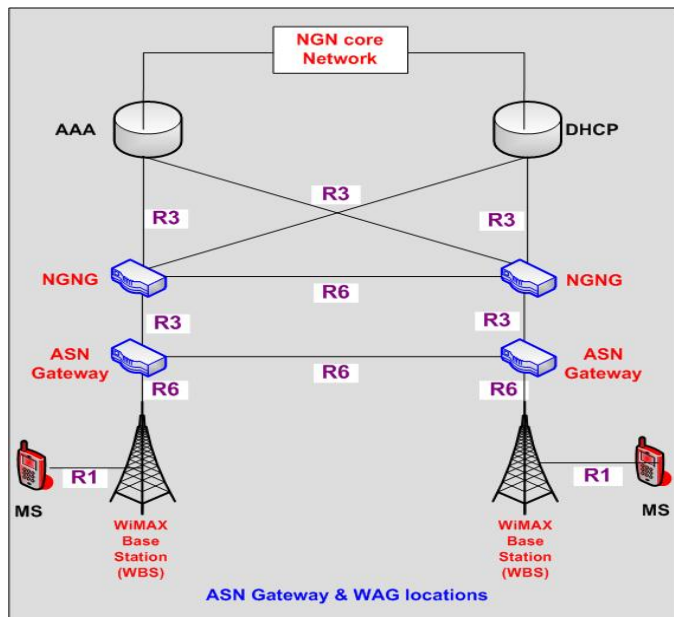 NGN core
Network
AAA
DHCP
R3
R3
R3
NGNG
NGNG
R6
R3
R3
ASN
Gateway
ASN
Gateway
R6
R6
R6
R1
R1
MS
MS
WiMAX
Base
Station
(WBS)
WiMAX
Base
Station
(WBS)
ASN Gateway & WAG locations